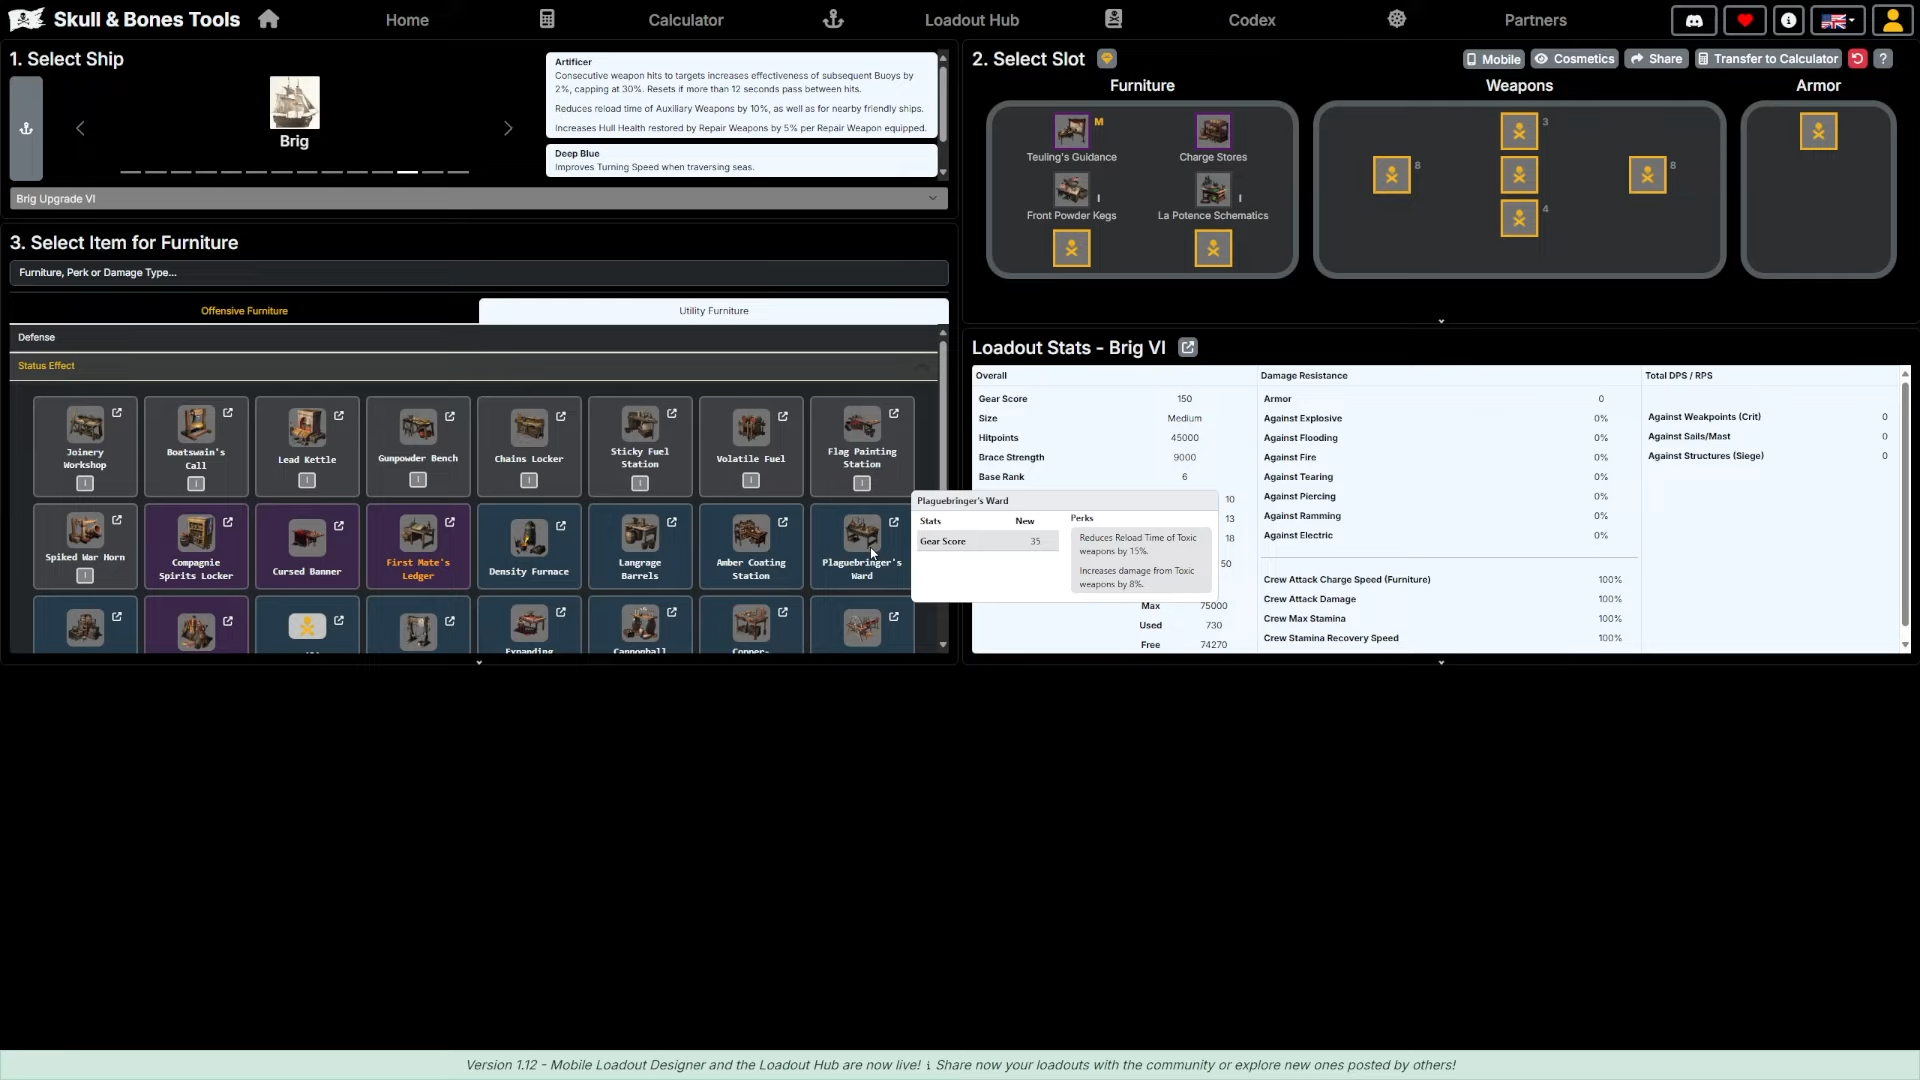 Skull & Bones Tools
Home
Calculator
Loadout Hub
Codex
Partners
1. Select Ship
Brig
Artificer
Consecutive weapon hits to targets increases effectiveness of subsequent Buoys by
2%, capping at 30%. Resets if more than 12 seconds pass between hits.
Reduces reload time of Auxiliary Weapons by 10%, as well as for nearby friendly ships.
Increases Hull Health restored by Repair Weapons by 5% per Repair Weapon equipped.
Deep Blue
Improves Turning Speed when traversing seas.
Brig Upgrade VI
2. Select Slot
Mobile
Cosmetics
Share
Transfer to Calculator
?
Furniture
Weapons
Armor
M
Teuling's Guidance
Charge Stores
I
Front Powder Kegs
I
La Potence Schematics
3
8
8
4
3. Select Item for Furniture
Furniture, Perk or Damage Type...
Offensive Furniture
Utility Furniture
Defense
Status Effect
Joinery
Workshop
I
Boatswain's
Call
I
Lead Kettle
I
Gunpowder Bench
I
Chains Locker
I
Sticky Fuel
Station
I
Volatile Fuel
I
Flag Painting
Station
I
Spiked War Horn
I
Compagnie
Spirits Locker
Cursed Banner
First Mate's
Ledger
Density Furnace
Langrage
Barrels
Amber Coating
Station
Plaguebringer's
Ward
Expanding
Cannonball
Copper-
Plaguebringer's Ward
Stats
New
Gear Score
35
Perks
Reduces Reload Time of Toxic
weapons by 15%.
Increases damage from Toxic
weapons by 8%.
Loadout Stats - Brig VI
Overall
Gear Score 150
Size Medium
Hitpoints 45000
Brace Strength 9000
Base Rank 6
10
13
18
50
Max 75000
Used 730
Free 74270
Damage Resistance
Armor 0
Against Explosive 0%
Against Flooding 0%
Against Fire 0%
Against Tearing 0%
Against Piercing 0%
Against Ramming 0%
Against Electric 0%
Crew Attack Charge Speed (Furniture) 100%
Crew Attack Damage 100%
Crew Max Stamina 100%
Crew Stamina Recovery Speed 100%
Total DPS / RPS
Against Weakpoints (Crit) 0
Against Sails/Mast 0
Against Structures (Siege) 0
Version 1.12 - Mobile Loadout Designer and the Loadout Hub are now live! i Share now your loadouts with the community or explore new ones posted by others!